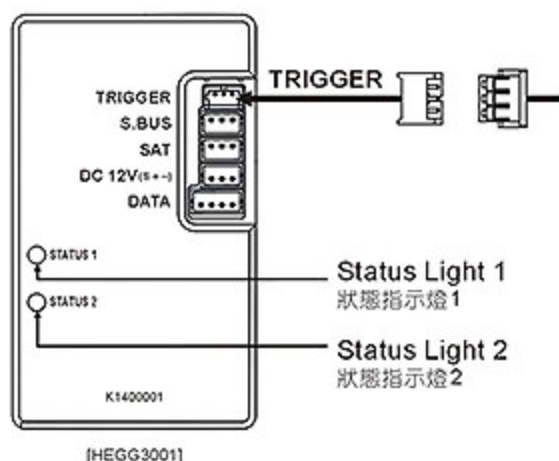 TRIGGER
TRIGGER
S.BUS
SAT
DC 12V(S+-)
DATA
STATUS 1
Status Light 1
狀態指示燈1
STATUS 2
Status Light 2
狀態指示燈2
K1400001
[HEGG3001]